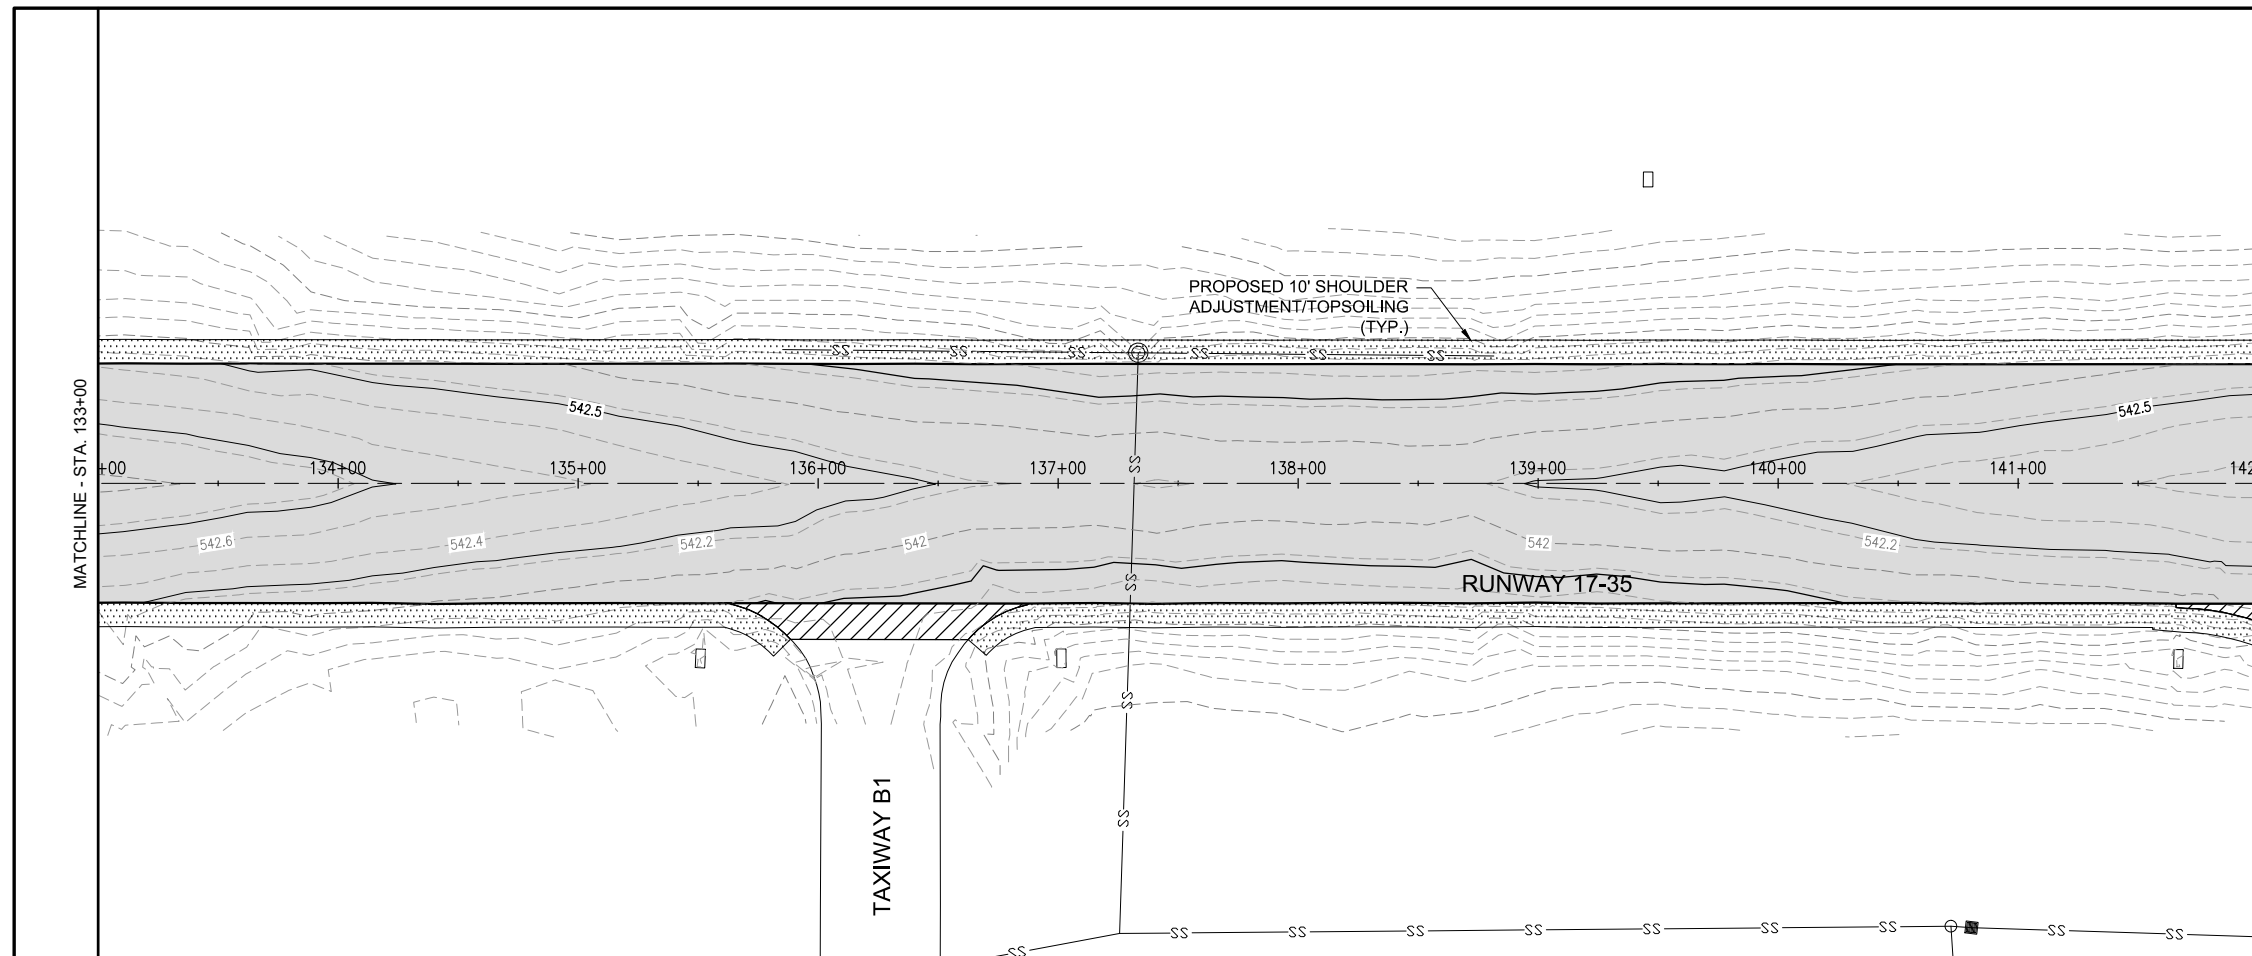 PROPOSED 10' SHOULDER
ADJUSTMENT/TOPSOILING
(TYP.)
SS SS SS SS SS SS
MATCHLINE - STA. 133+00
542.5
542.5
SS
+00 134+00 135+00 136+00 137+00 138+00 139+00 140+00 141+00 142
542.6 542.4 542.2 542 542 542.2
SS
RUNWAY 17-35
SS
TAXIWAY B1
SS
SS SS SS SS SS SS SS SS SS
SS